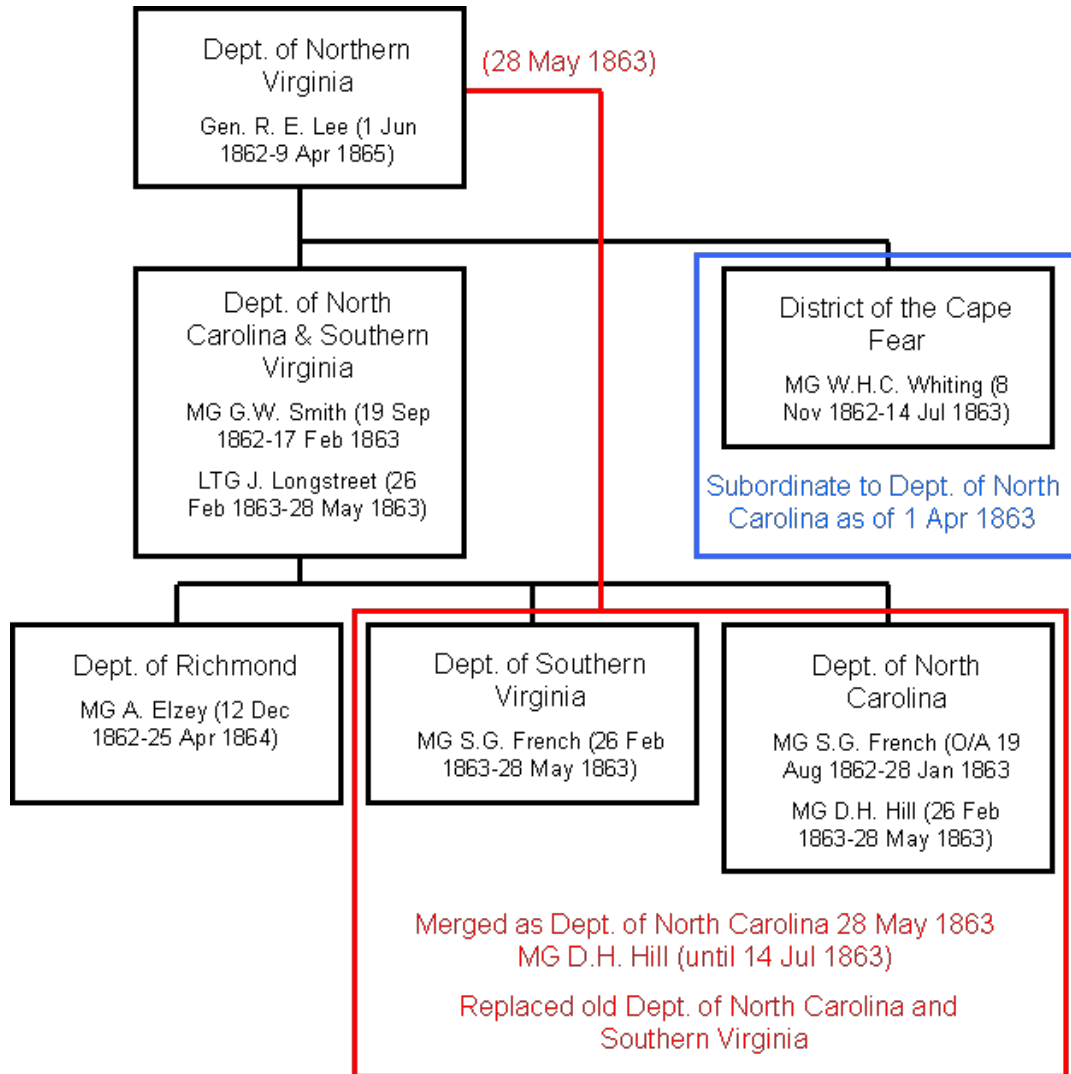 Dept. of Northern
Virginia
Gen. R. E. Lee (1 Jun
1862-9 Apr 1865)
(28 May 1863)
Dept. of North
Carolina & Southern
Virginia
MG G.W. Smith (19 Sep
1862-17 Feb 1863
LTG J. Longstreet (26
Feb 1863-28 May 1863)
District of the Cape
Fear
MG W.H.C. Whiting (8
Nov 1862-14 Jul 1863)
Subordinate to Dept. of North
Carolina as of 1 Apr 1863
Dept. of Richmond
MG A. Elzey (12 Dec
1862-25 Apr 1864)
Dept. of Southern
Virginia
MG S.G. French (26 Feb
1863-28 May 1863)
Dept. of North
Carolina
MG S.G. French (O/A 19
Aug 1862-28 Jan 1863
MG D.H. Hill (26 Feb
1863-28 May 1863)
Merged as Dept. of North Carolina 28 May 1863
MG D.H. Hill (until 14 Jul 1863)
Replaced old Dept. of North Carolina and
Southern Virginia